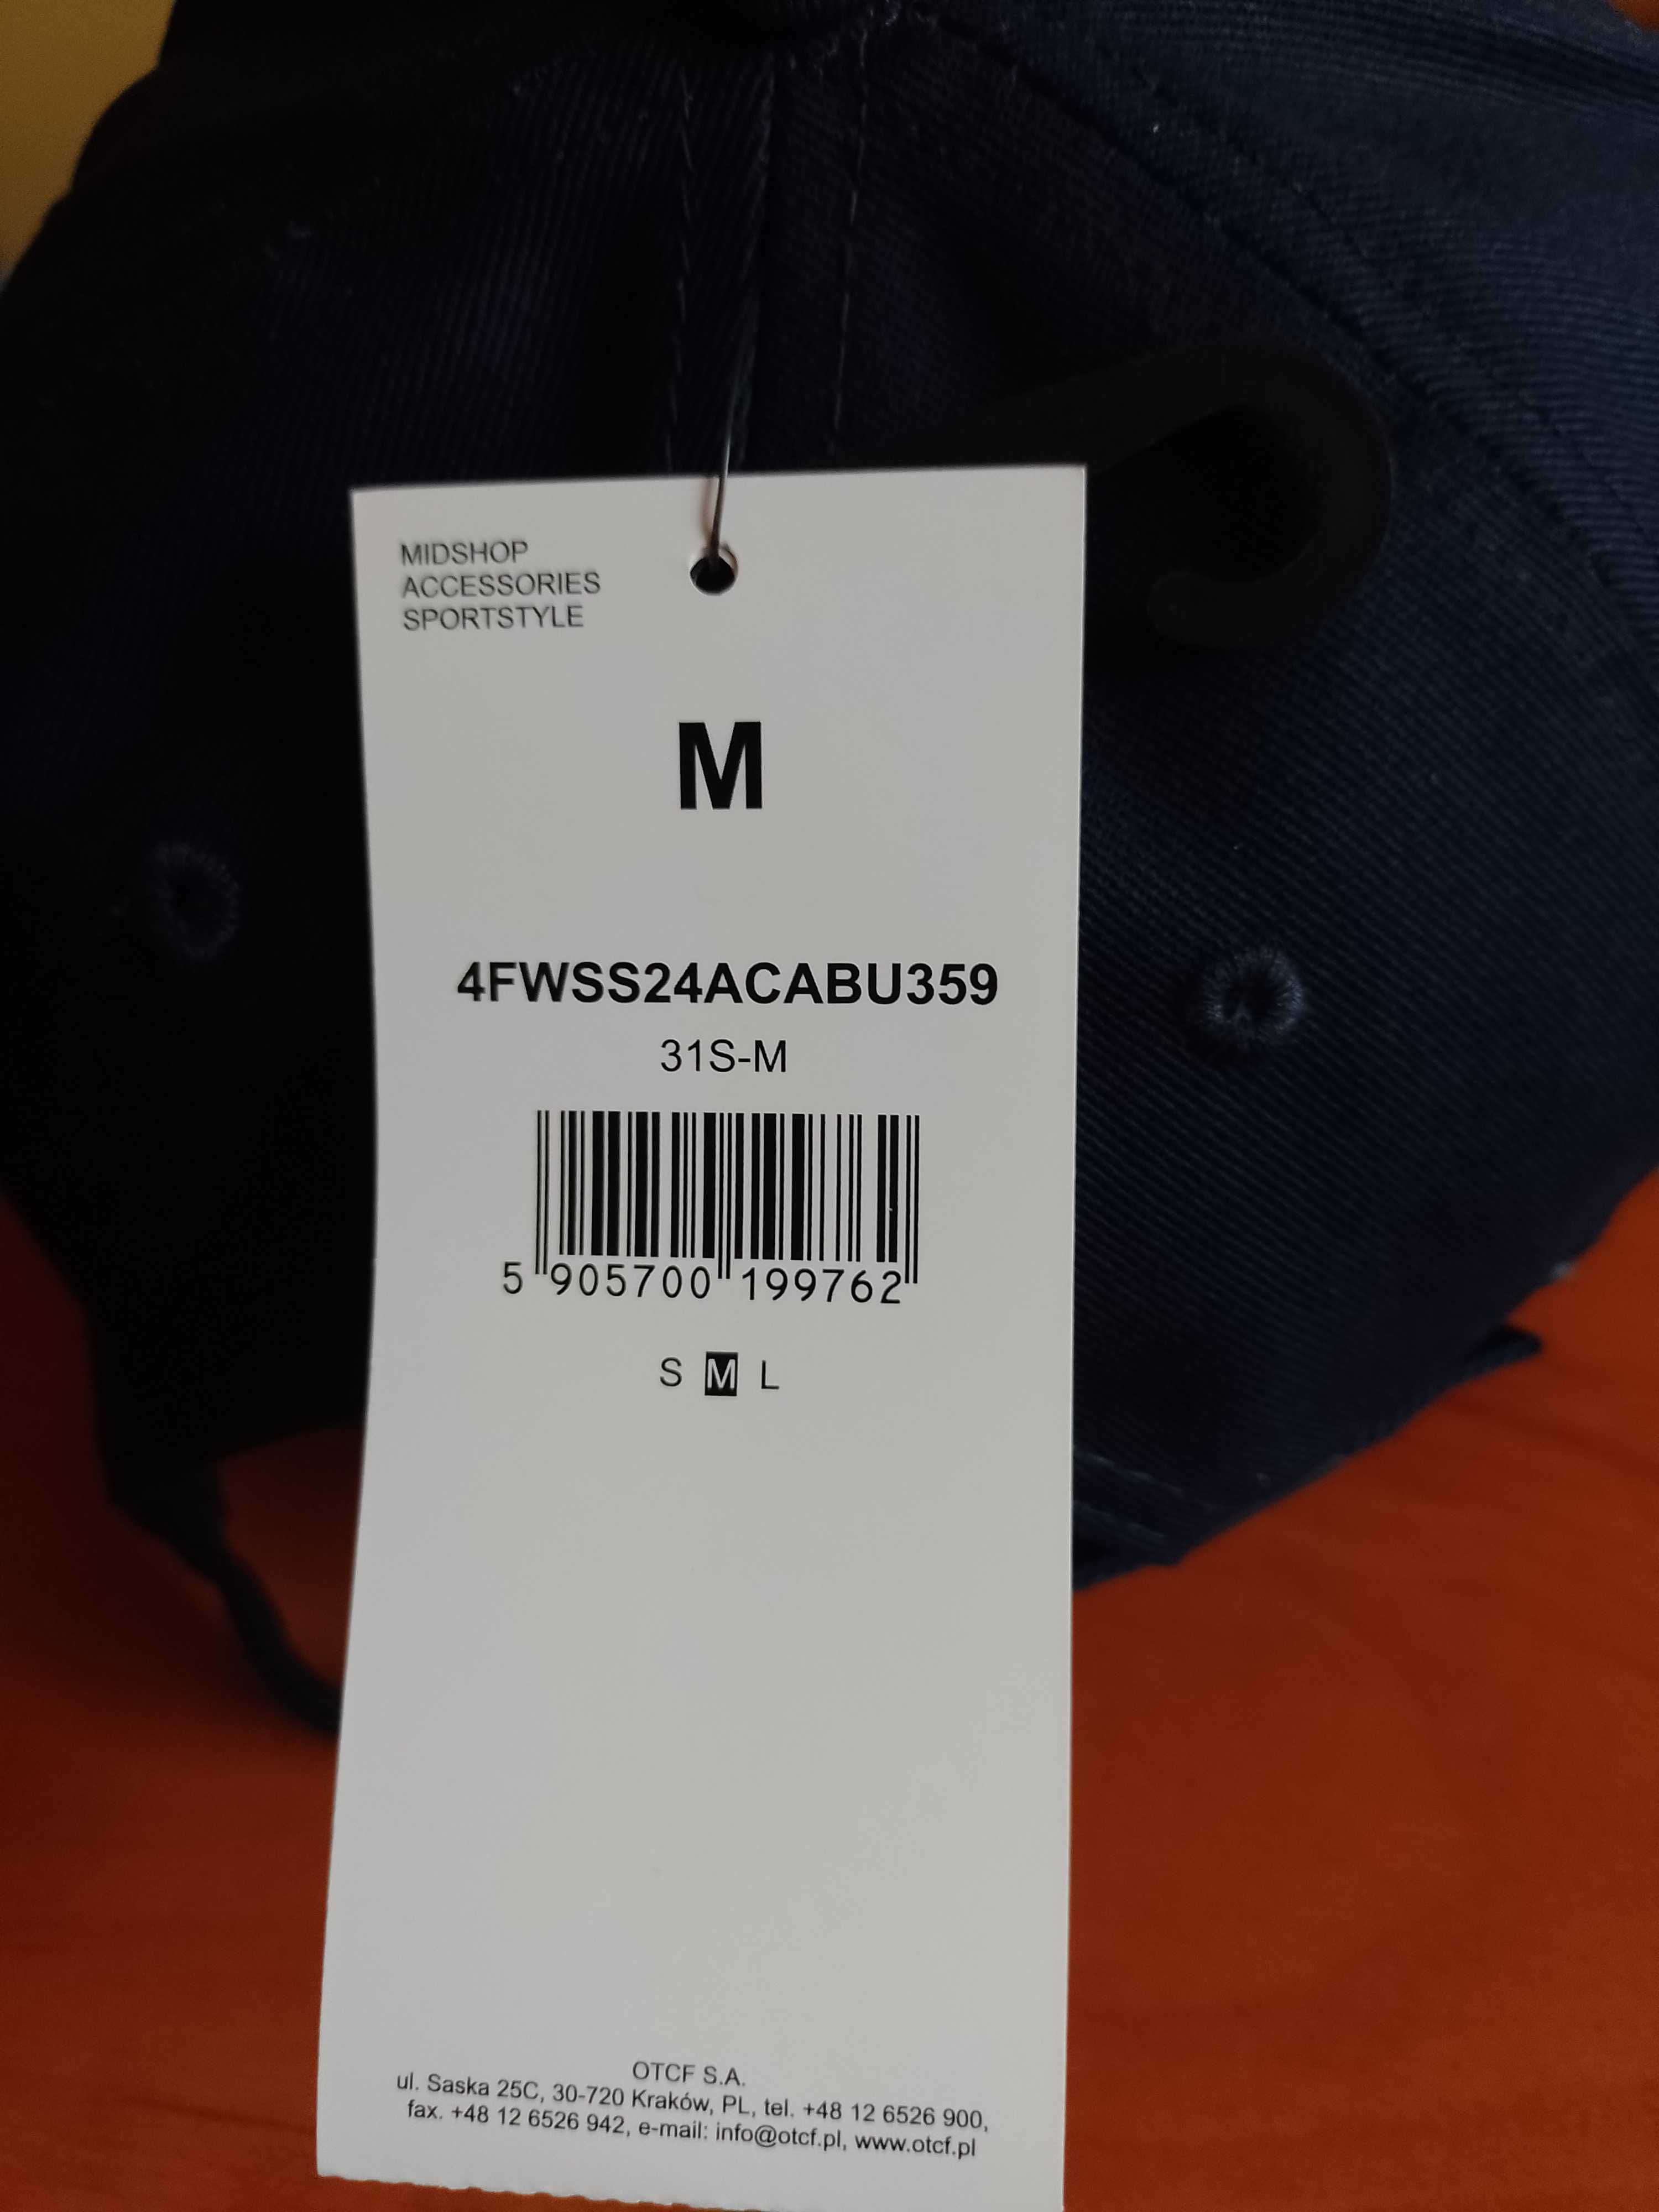 MIDSHOP
ACCESSORIES
SPORTSTYLE
M
4FWSS24ACABU359
31S-M
5 905700 199762
S M L
OTCF S.A.
ul. Saska 25C, 30-720 Kraków, PL, tel. +48 12 6526 900,
fax. +48 12 6526 942, e-mail: info@otcf.pl, www.otcf.pl